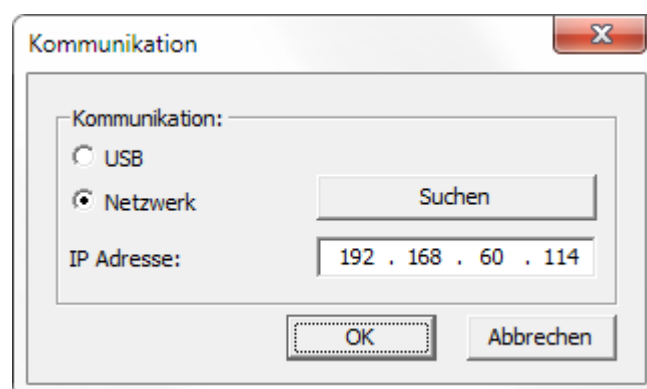 Kommunikation
Kommunikation:
USB
Netzwerk
Suchen
IP Adresse:
192 . 168 . 60 . 114
OK
Abbrechen